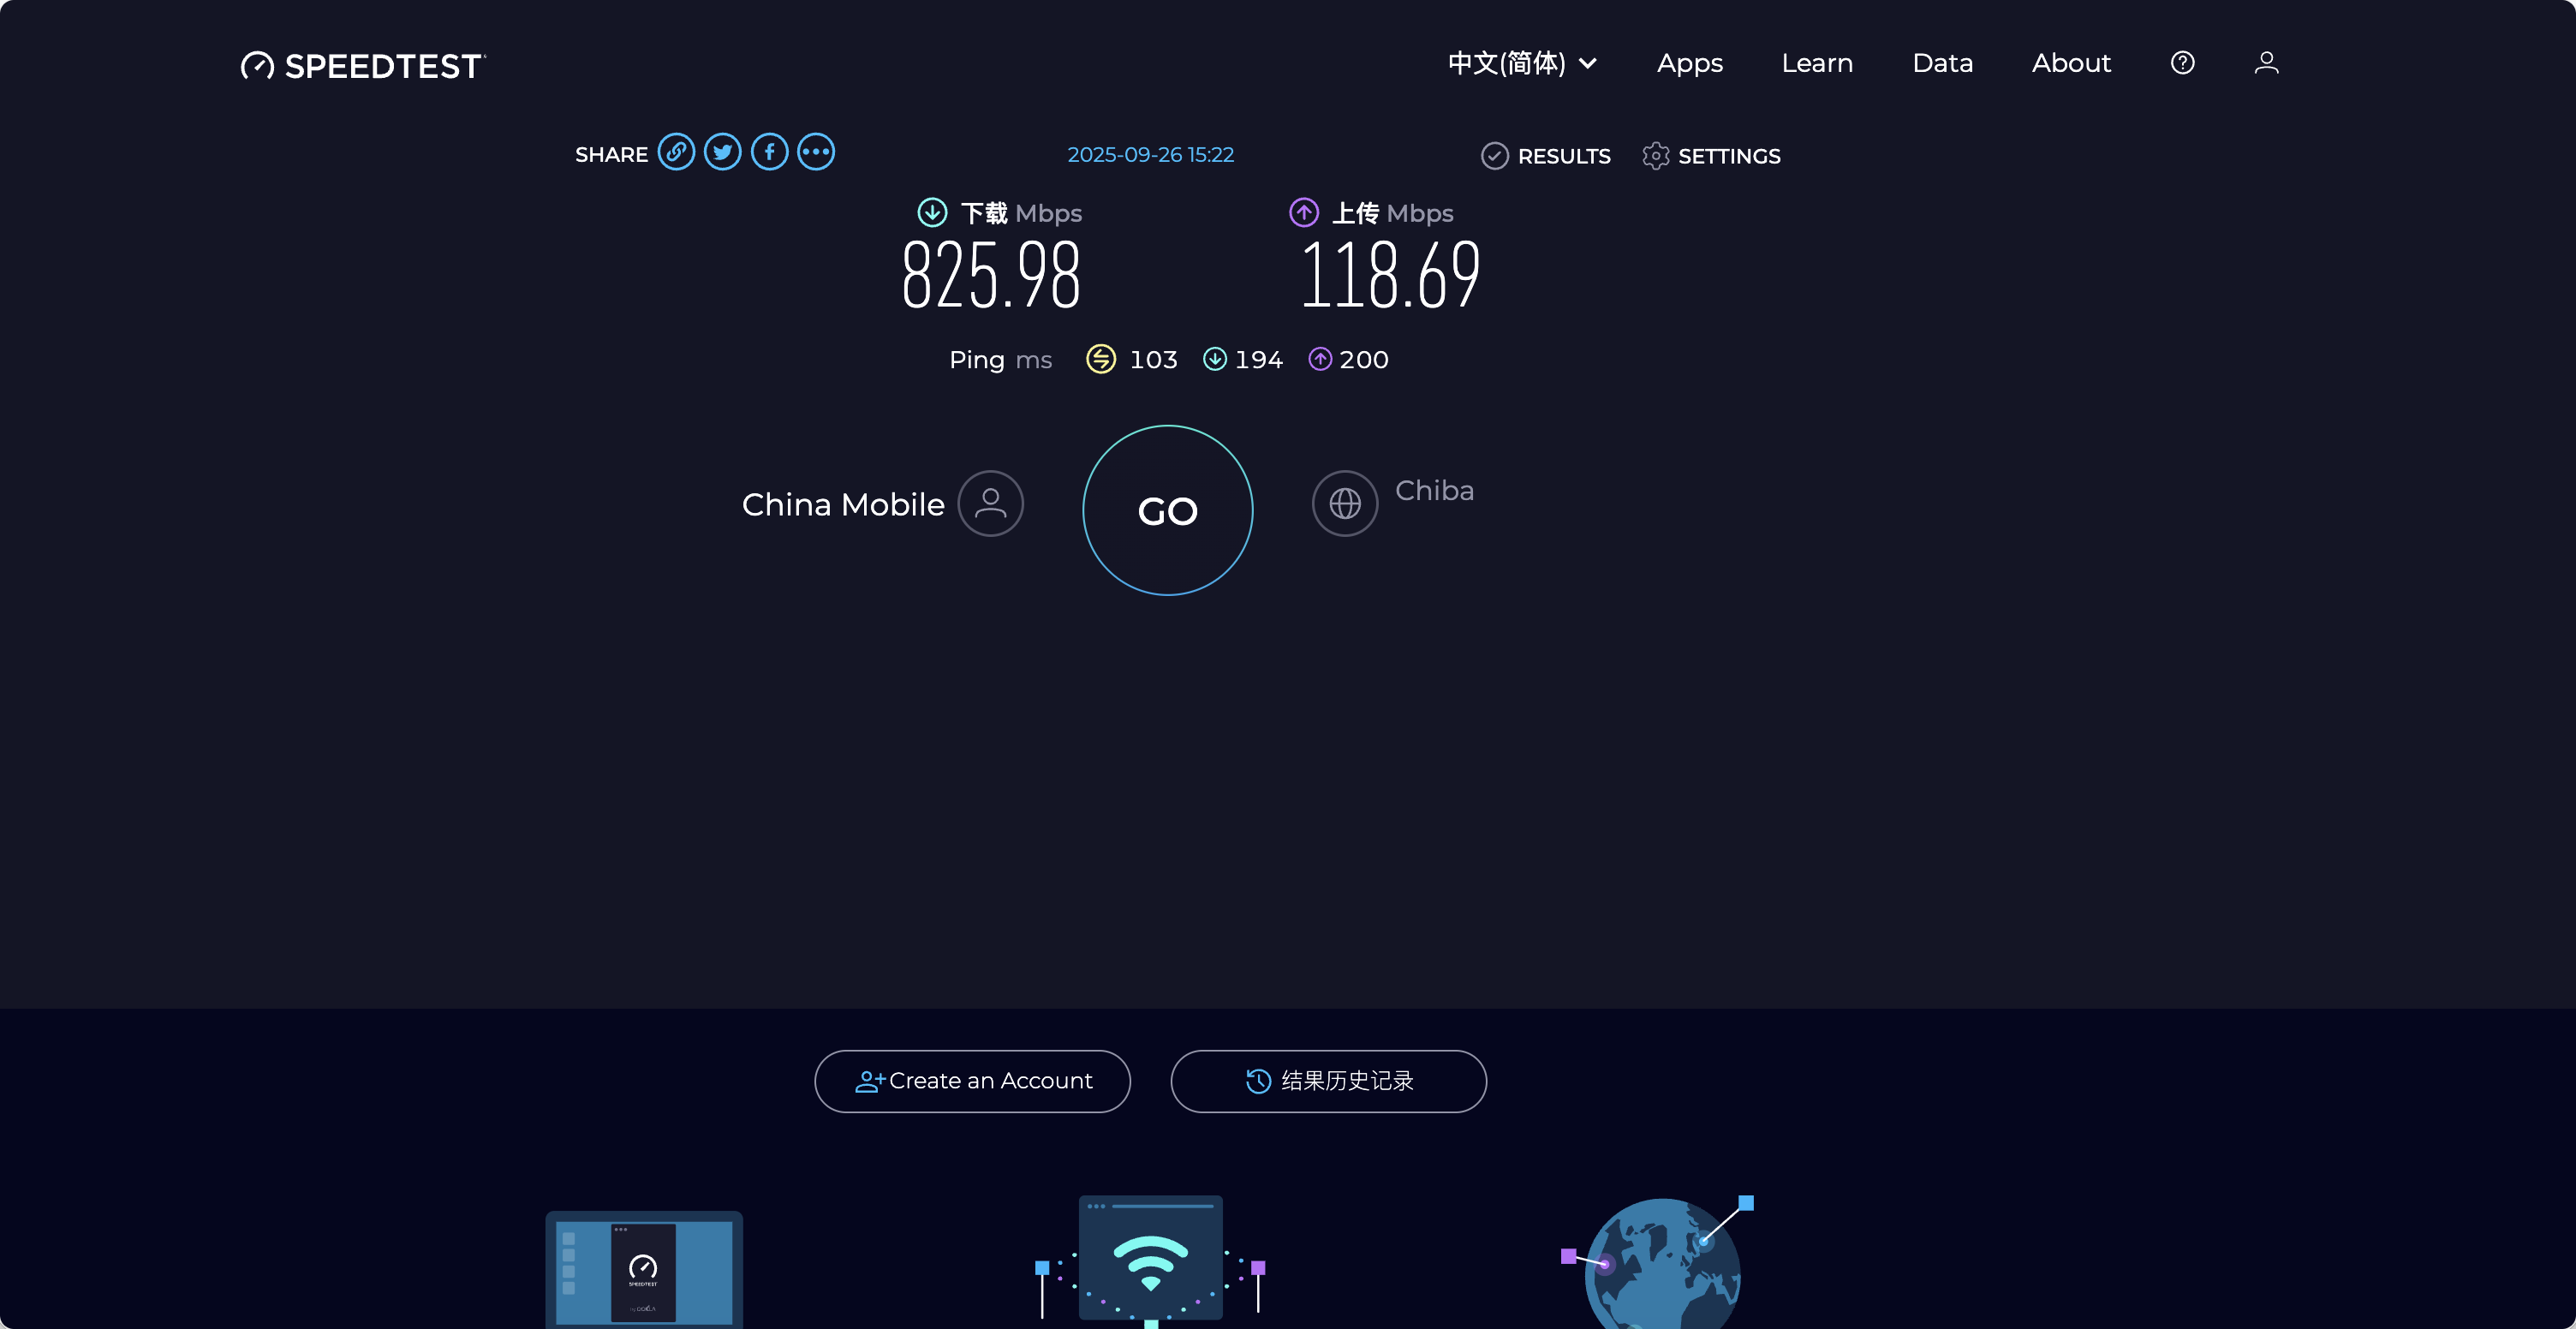 SPEEDTEST
中文(简体) Apps Learn Data About
SHARE 2025-09-26 15:22 RESULTS SETTINGS
下载 Mbps 上传 Mbps
825.98 118.69
Ping ms 103 194 200
China Mobile GO Chiba
Create an Account 结果历史记录
SPEEDTEST
by OOKLA